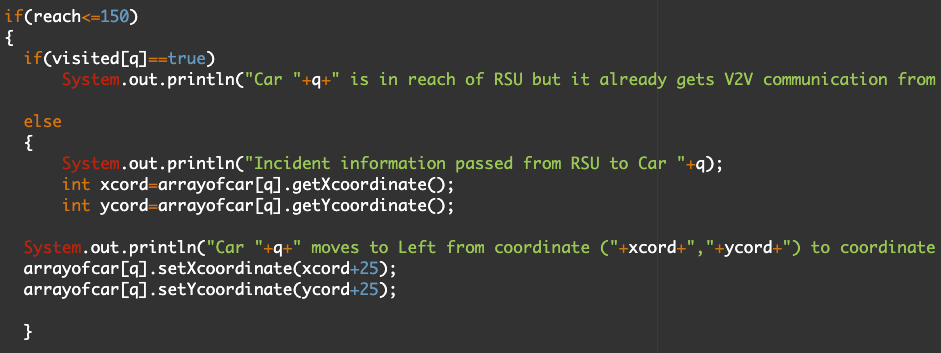 if(reach<=150)
{
if(visited[q]==true)
System.out.println("Car "+q+" is in reach of RSU but it already gets V2V communication from
else
{
System.out.println("Incident information passed from RSU to Car "+q);
int xcord=arrayofcar[q].getXcoordinate();
int ycord=arrayofcar[q].getYcoordinate();
System.out.println("Car "+q+" moves to Left from coordinate ("+xcord+","+ycord+") to coordinate
arrayofcar[q].setXcoordinate(xcord+25);
arrayofcar[q].setYcoordinate(ycord+25);
}